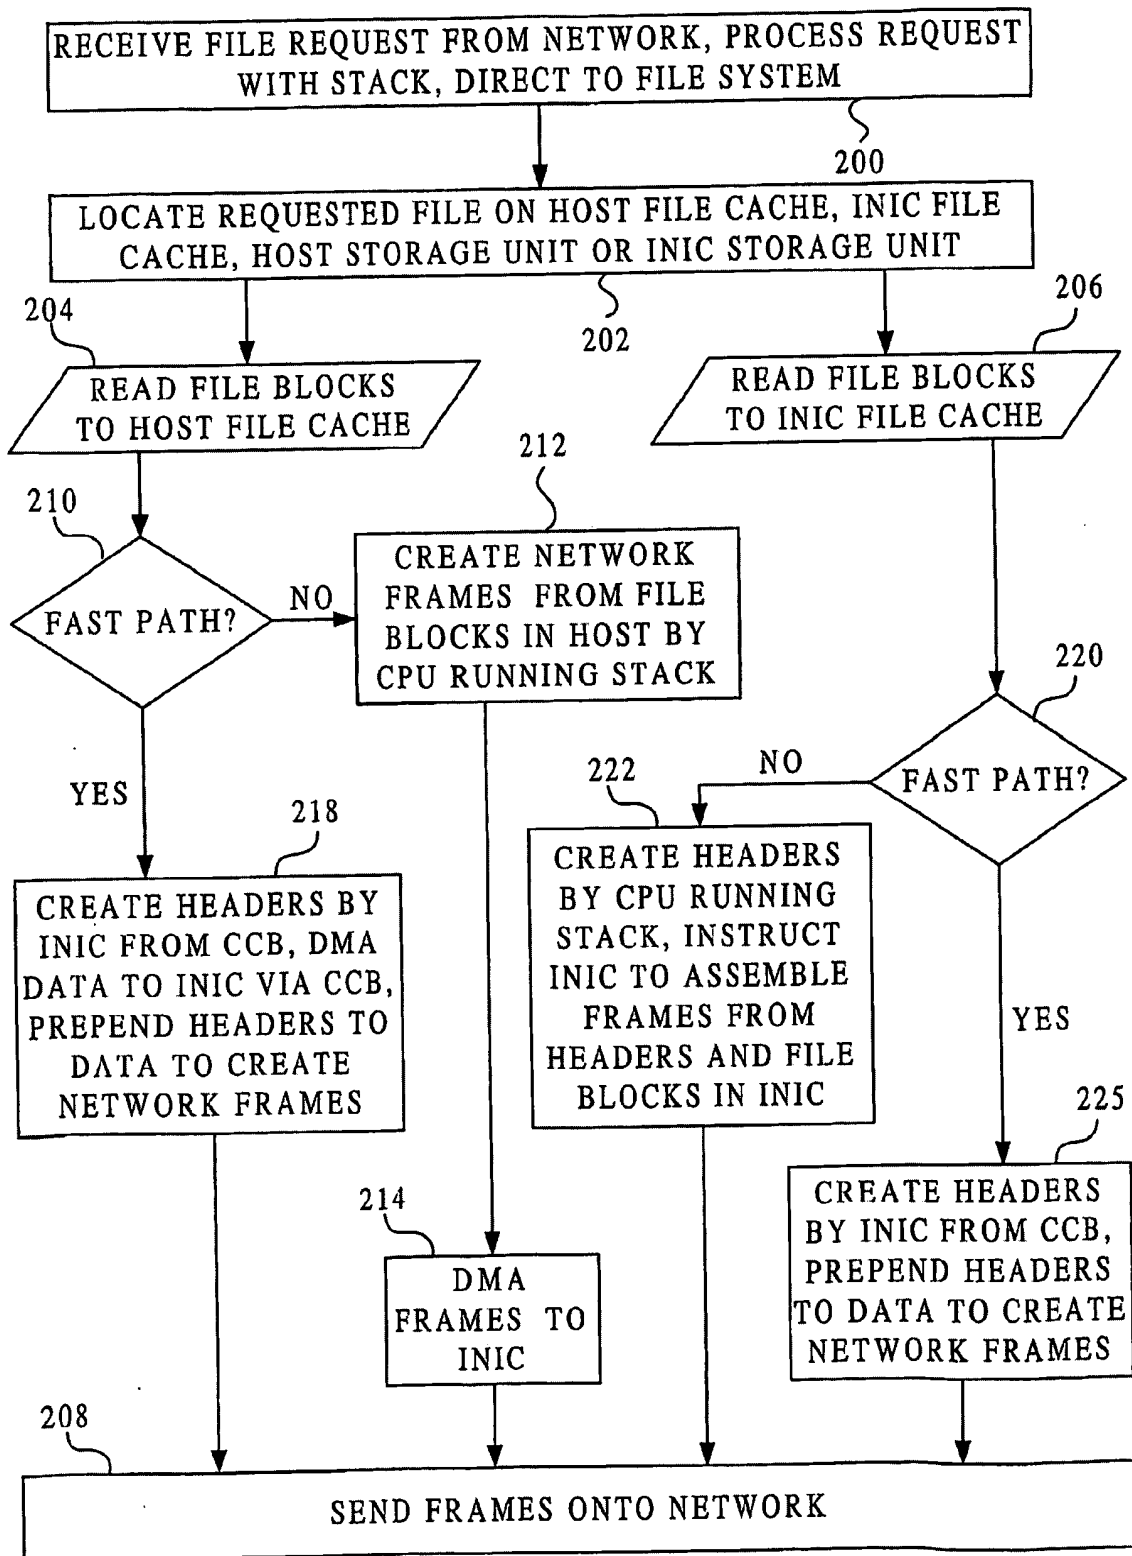 RECEIVE FILE REQUEST FROM NETWORK, PROCESS REQUEST
WITH STACK, DIRECT TO FILE SYSTEM
200
LOCATE REQUESTED FILE ON HOST FILE CACHE, INIC FILE
CACHE, HOST STORAGE UNIT OR INIC STORAGE UNIT
204
202
206
READ FILE BLOCKS
TO HOST FILE CACHE
READ FILE BLOCKS
TO INIC FILE CACHE
212
210
CREATE NETWORK
FRAMES FROM FILE
BLOCKS IN HOST BY
CPU RUNNING STACK
FAST PATH?
NO
220
FAST PATH?
NO
YES
222
218
CREATE HEADERS
BY CPU RUNNING
STACK, INSTRUCT
INIC TO ASSEMBLE
FRAMES FROM
HEADERS AND FILE
BLOCKS IN INIC
CREATE HEADERS BY
INIC FROM CCB, DMA
DATA TO INIC VIA CCB,
PREPEND HEADERS TO
DATA TO CREATE
NETWORK FRAMES
YES
225
214
CREATE HEADERS
BY INIC FROM CCB,
PREPEND HEADERS
TO DATA TO CREATE
NETWORK FRAMES
DMA
FRAMES TO
INIC
208
SEND FRAMES ONTO NETWORK